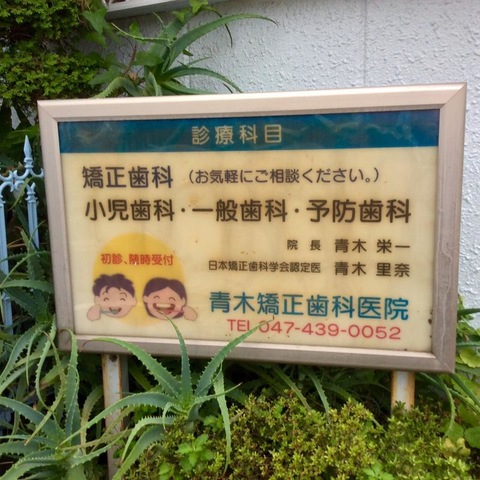 診療科目
矯正歯科 (お気軽にご相談ください。)
小児歯科・一般歯科・予防歯科
院長 青木 栄一
日本矯正歯科学会認定医 青木 里奈
初診、随時受付
青木矯正歯科医院
TEL 047-439-0052